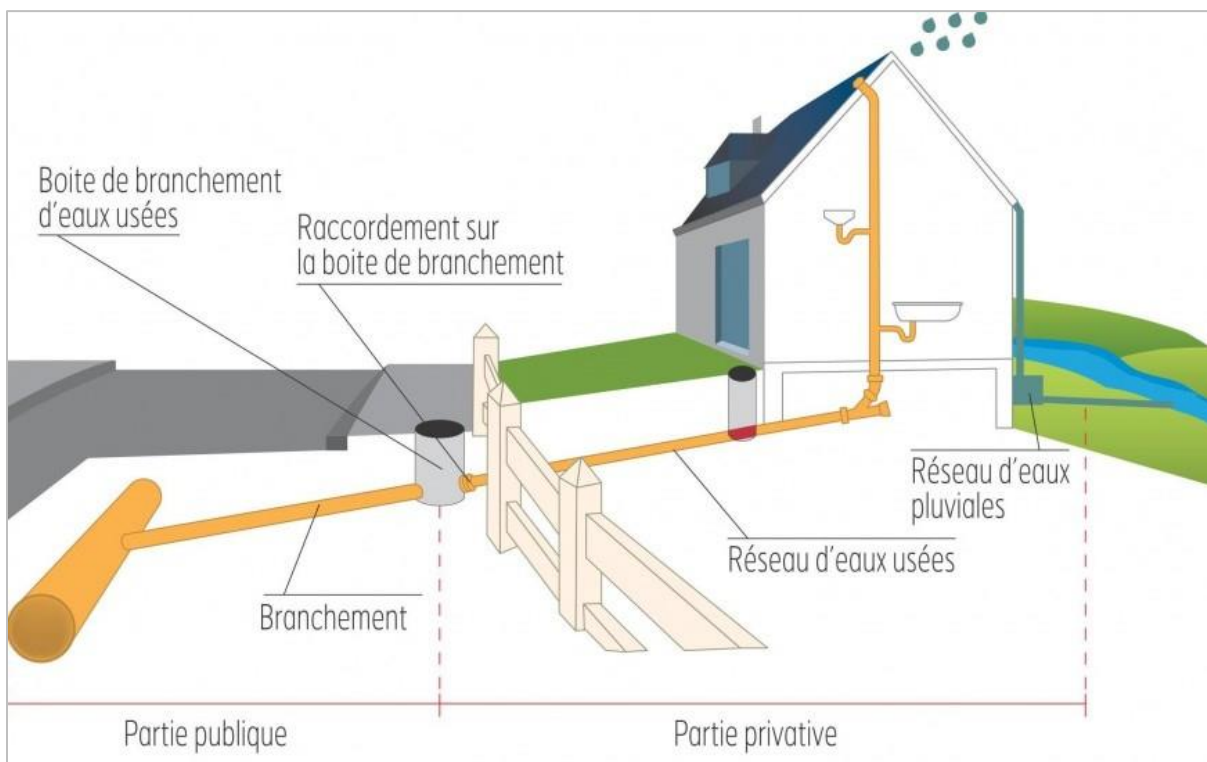 Boite de branchement
d'eaux usées
Raccordement sur
la boite de branchement
Réseau d'eaux
pluviales
Réseau d'eaux usées
Branchement
Partie publique
Partie privative